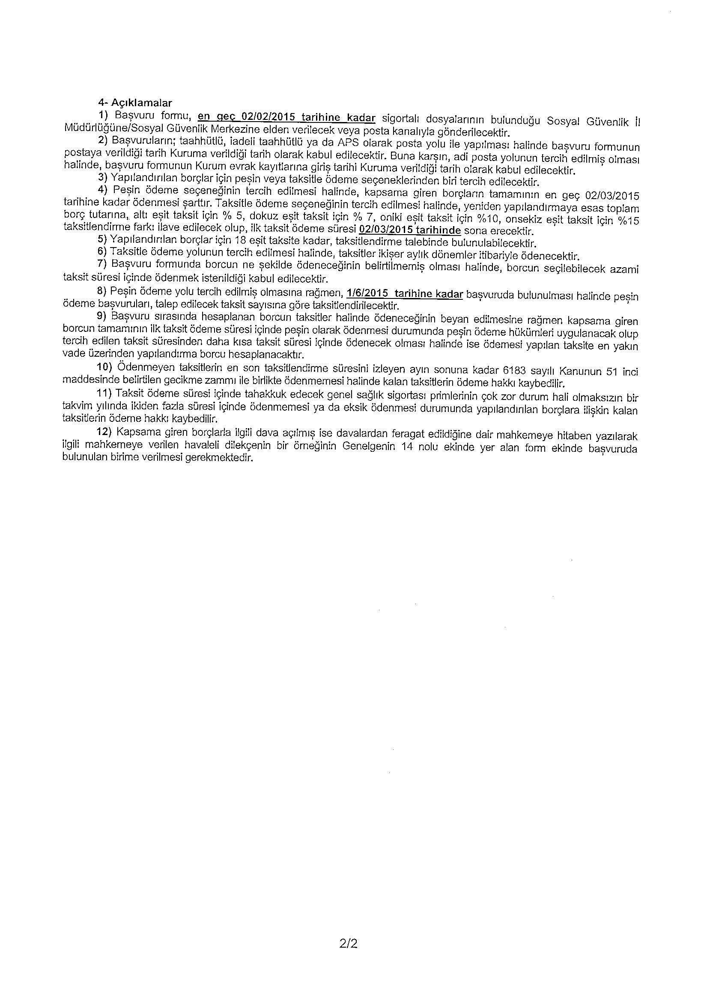 4- Açıklamalar
1) Başvuru formu, en geç 02/02/2015 tarihine kadar sigortalı dosyalarının bulunduğu Sosyal Güvenlik İl
Müdürlüğüne/Sosyal Güvenlik Merkezine elden verilecek veya posta kanalıyla gönderilecektir.
2) Başvuruların; taahhütlü, iadeli taahhütlü ya da APS olarak posta yolu ile yapılması halinde başvuru formunun
postaya verildiği tarih Kuruma verildiği tarih olarak kabul edilecektir. Buna karşın, adi posta yolunun tercih edilmiş olması
halinde, başvuru formunun Kurum evrak kayıtlarına giriş tarihi Kuruma verildiği tarih olarak kabul edilecektir.
3) Yapılandırılan borçlar için peşin veya taksitle ödeme seçeneklerinden biri tercih edilecektir.
4) Peşin ödeme seçeneğinin tercih edilmesi halinde, kapsama giren borçların tamamının en geç 02/03/2015
tarihine kadar ödenmesi şarttır. Taksitle ödeme seçeneğinin tercih edilmesi halinde, yeniden yapılandırmaya esas toplam
borç tutarına, altı eşit taksit için % 5, dokuz eşit taksit için % 7, oniki eşit taksit için %10, onsekiz eşit taksit için %15
taksitlendirme farkı ilave edilecek olup, ilk taksit ödeme süresi 02/03/2015 tarihinde sona erecektir.
5) Yapılandırılan borçlar için 18 eşit taksite kadar, taksitlendirme talebinde bulunulabilecektir.
6) Taksitle ödeme yolunun tercih edilmesi halinde, taksitler ikişer aylık dönemler itibariyle ödenecektir.
7) Başvuru formunda borcun ne şekilde ödeneceğinin belirtilmemiş olması halinde, borcun seçilebilecek azami
taksit süresi içinde ödenmek istenildiği kabul edilecektir.
8) Peşin ödeme yolu tercih edilmiş olmasına rağmen, 1/6/2015 tarihine kadar başvuruda bulunulması halinde peşin
ödeme başvuruları, talep edilecek taksit sayısına göre taksitlendirilecektir.
9) Başvuru sırasında hesaplanan borcun taksitler halinde ödeneceğinin beyan edilmesine rağmen kapsama giren
borcun tamamının ilk taksit ödeme süresi içinde peşin olarak ödenmesi durumunda peşin ödeme hükümleri uygulanacak olup
tercih edilen taksit süresinden daha kısa taksit süresi içinde ödenecek olması halinde ise ödemesi yapılan taksite en yakın
vade üzerinden yapılandırma borcu hesaplanacaktır.
10) Ödenmeyen taksitlerin en son taksitlendirme süresini izleyen ayın sonuna kadar 6183 sayılı Kanunun 51 inci
maddesinde belirtilen gecikme zammı ile birlikte ödenmemesi halinde kalan taksitlerin ödeme hakkı kaybedilir.
11) Taksit ödeme süresi içinde tahakkuk edecek genel sağlık sigortası primlerinin çok zor durum hali olmaksızın bir
takvim yılında ikiden fazla süresi içinde ödenmemesi ya da eksik ödenmesi durumunda yapılandırılan borçlara ilişkin kalan
taksitlerin ödeme hakkı kaybedilir.
12) Kapsama giren borçlarla ilgili dava açılmış ise davalardan feragat edildiğine dair mahkemeye hitaben yazılarak
ilgili mahkemeye verilen havaleli dilekçenin bir örneğinin Genelgenin 14 nolu ekinde yer alan form ekinde başvuruda
bulunulan birime verilmesi gerekmektedir.
2/2